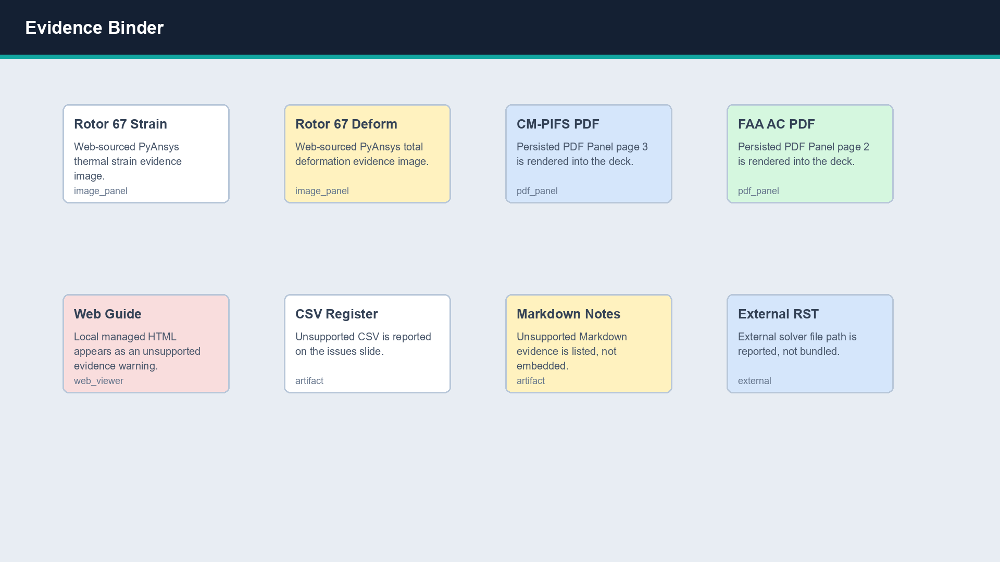 Evidence Binder
Rotor 67 Strain
Web-sourced PyAnsys
thermal strain evidence
image.
image_panel
Rotor 67 Deform
Web-sourced PyAnsys total
deformation evidence image.
image_panel
CM-PIFS PDF
Persisted PDF Panel page 3
is rendered into the deck.
pdf_panel
FAA AC PDF
Persisted PDF Panel page 2
is rendered into the deck.
pdf_panel
Web Guide
Local managed HTML
appears as an unsupported
evidence warning.
web_viewer
CSV Register
Unsupported CSV is reported
on the issues slide.
artifact
Markdown Notes
Unsupported Markdown
evidence is listed, not
embedded.
artifact
External RST
External solver file path is
reported, not bundled.
external